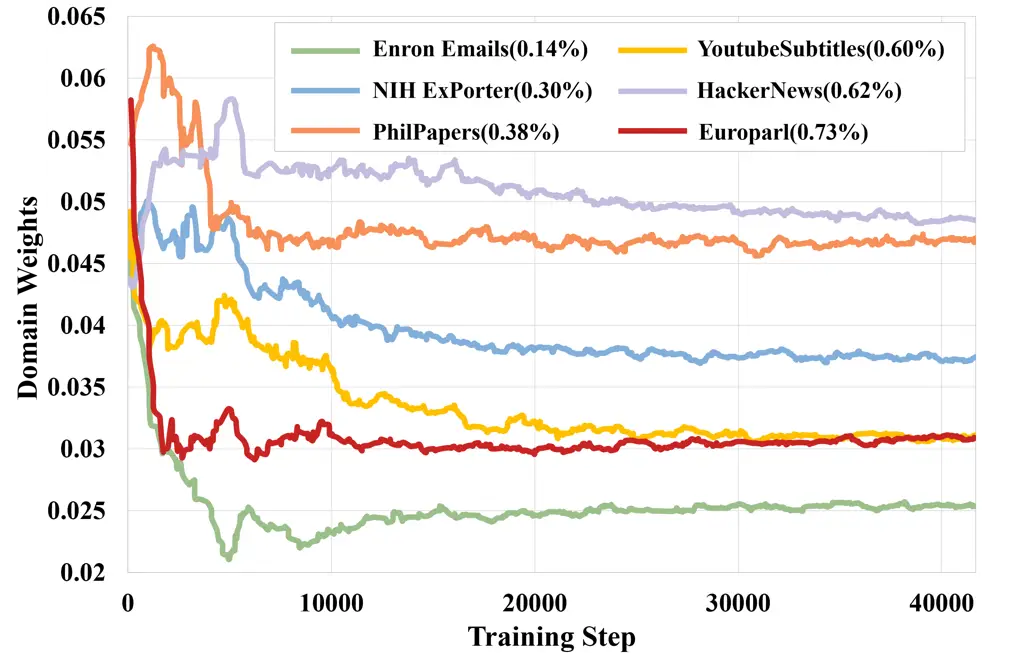 0.065
0.06
0.055
0.05
0.045
0.04
0.035
0.03
0.025
0.02
Domain Weights
Enron Emails(0.14%)
YoutubeSubtitles(0.60%)
NIH ExPorter(0.30%)
HackerNews(0.62%)
PhilPapers(0.38%)
Europarl(0.73%)
0 10000 20000 30000 40000
Training Step